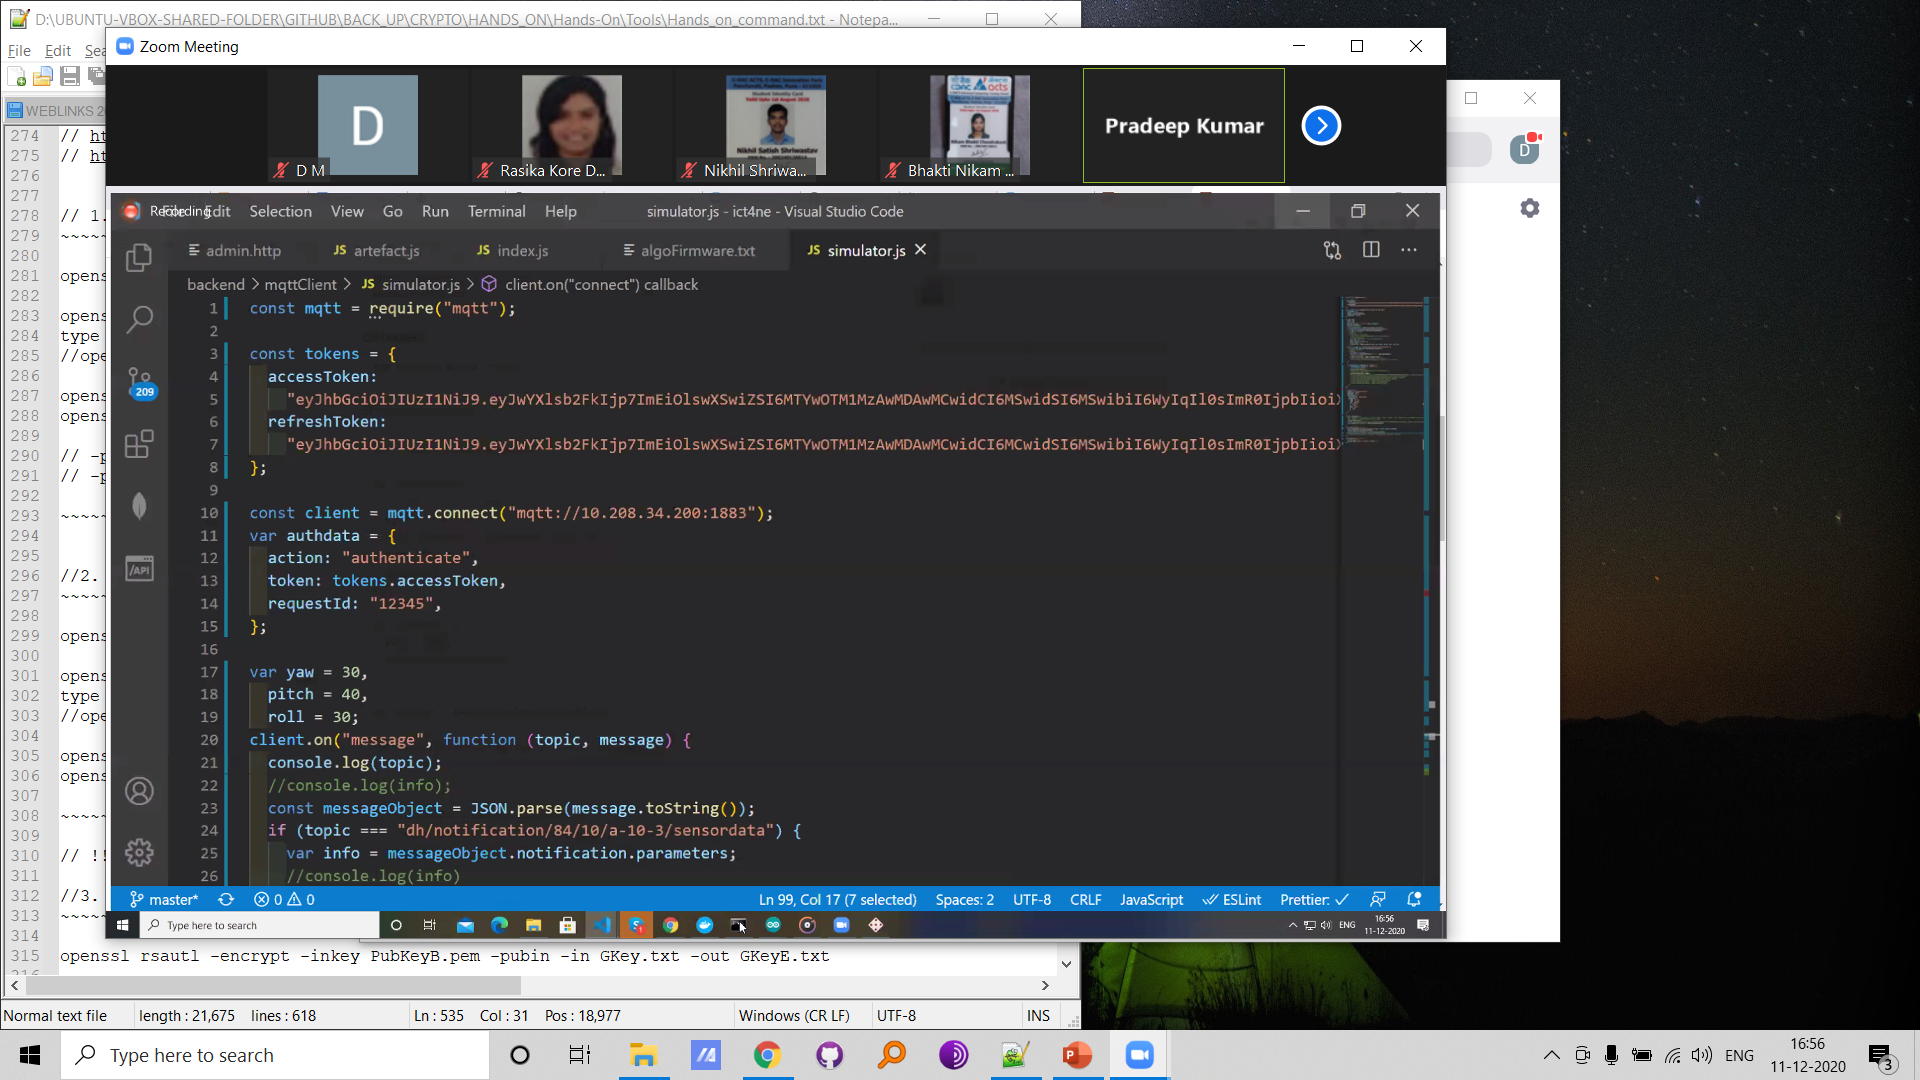 D:\UBUNTU-VBOX-SHARED-FOLDER\GITHUB\BACK_UP\CRYPTO\HANDS_ON\Hands-On\Tools\Hands_on_command.txt - Notepa...
File Edit Sea
Zoom Meeting
WEBLINKS 2
D
D M
Rasika Kore D...
Nikhil Shriwa...
Bhakti Nikam ...
Pradeep Kumar
D
Recording
File Edit Selection View Go Run Terminal Help
simulator.js - ict4ne - Visual Studio Code
admin.http
JS artefact.js
JS index.js
algoFirmware.txt
JS simulator.js
backend > mqttClient > JS simulator.js > client.on("connect") callback
1 const mqtt = require("mqtt");
2
3 const tokens = {
4 accessToken:
5 "eyJhbGciOiJIUzI1NiJ9.eyJwYXlsb2FkIjp7ImEiOlswXSwiZSI6MTYwOTM1MzAwMDAwMCwidCI6MSwidSI6MSwibiI6WyIqIl0sImR0IjpbIioi
6 refreshToken:
7 "eyJhbGciOiJIUzI1NiJ9.eyJwYXlsb2FkIjp7ImEiOlswXSwiZSI6MTYwOTM1MzAwMDAwMCwidCI6MCwidSI6MSwibiI6WyIqIl0sImR0IjpbIioi
8 };
9
10 const client = mqtt.connect("mqtt://10.208.34.200:1883");
11 var authdata = {
12 action: "authenticate",
13 token: tokens.accessToken,
14 requestId: "12345",
15 };
16
17 var yaw = 30,
18 pitch = 40,
19 roll = 30;
20 client.on("message", function (topic, message) {
21 console.log(topic);
22 //console.log(info);
23 const messageObject = JSON.parse(message.toString());
24 if (topic === "dh/notification/84/10/a-10-3/sensordata") {
25 var info = messageObject.notification.parameters;
26 //console.log(info)
209
/API
master* 0 0 Ln 99, Col 17 (7 selected) Spaces: 2 UTF-8 CRLF JavaScript ESLint Prettier: ✓
Type here to search
ENG
16:56
11-12-2020
274 // ht
275 // ht
276
277
278 // 1.
279 ~~~~~
280
281 opens
282
283 opens
284 type
285 //ope
286
287 opens
288 opens
289
290 // -p
291 // -p
292
293 ~~~~~
294
295
296 //2.
297 ~~~~~
298
299 opens
300
301 opens
302 type
303 //ope
304
305 opens
306 opens
307
308 ~~~~~
309
310 // !!
311
312 //3.
313 ~~~~~
314
315 openssl rsautl -encrypt -inkey PubKeyB.pem -pubin -in GKey.txt -out GKeyE.txt
Normal text file length : 21,675 lines : 618 Ln : 535 Col : 31 Pos : 18,977 Windows (CR LF) UTF-8 INS
Type here to search
ENG
16:56
11-12-2020
3